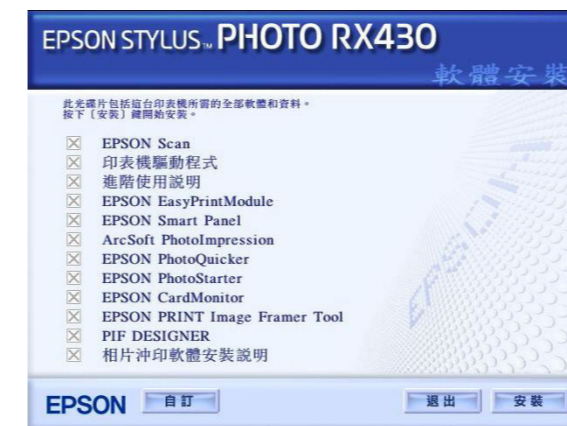 EPSON STYLUS™ PHOTO RX430
軟體安裝
此光碟片包括這台印表機所需的全部軟體和資料。
按下〔安裝〕鍵開始安裝。
EPSON Scan
印表機驅動程式
進階使用說明
EPSON EasyPrintModule
EPSON Smart Panel
ArcSoft PhotoImpression
EPSON PhotoQuicker
EPSON PhotoStarter
EPSON CardMonitor
EPSON PRINT Image Framer Tool
PIF DESIGNER
相片沖印軟體安裝說明
EPSON
EPSON 自訂 退出 安裝